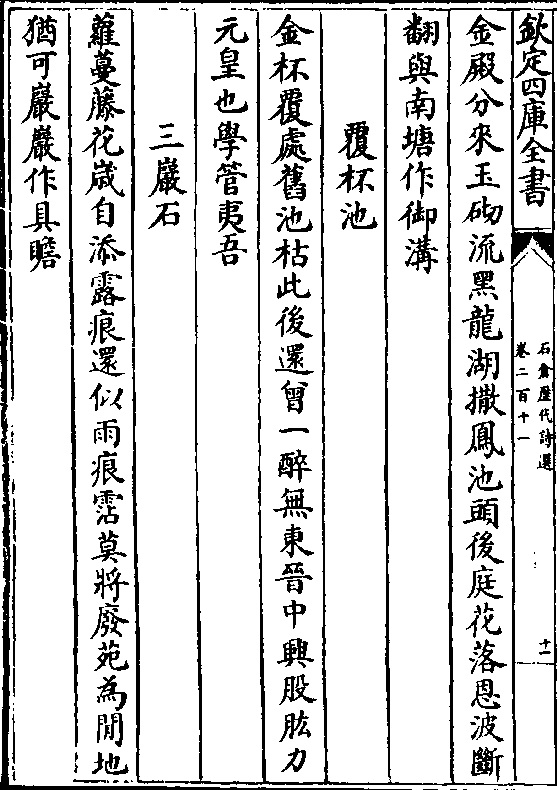 欽定四庫全書
石倉歴代詩選
卷二百十一
十一
金殿分來玉砌流黑龍湖撒鳳池頭後庭花落恩波斷
翻與南塘作御溝
覆杯池
金杯覆處舊池枯此後還曾一醉無東晉中興股肱力
元皇也學管夷吾
三巖石
蘿蔓藤花歳自添露痕還似雨痕霑莫將廢苑為閒地
猶可巖巖作具瞻